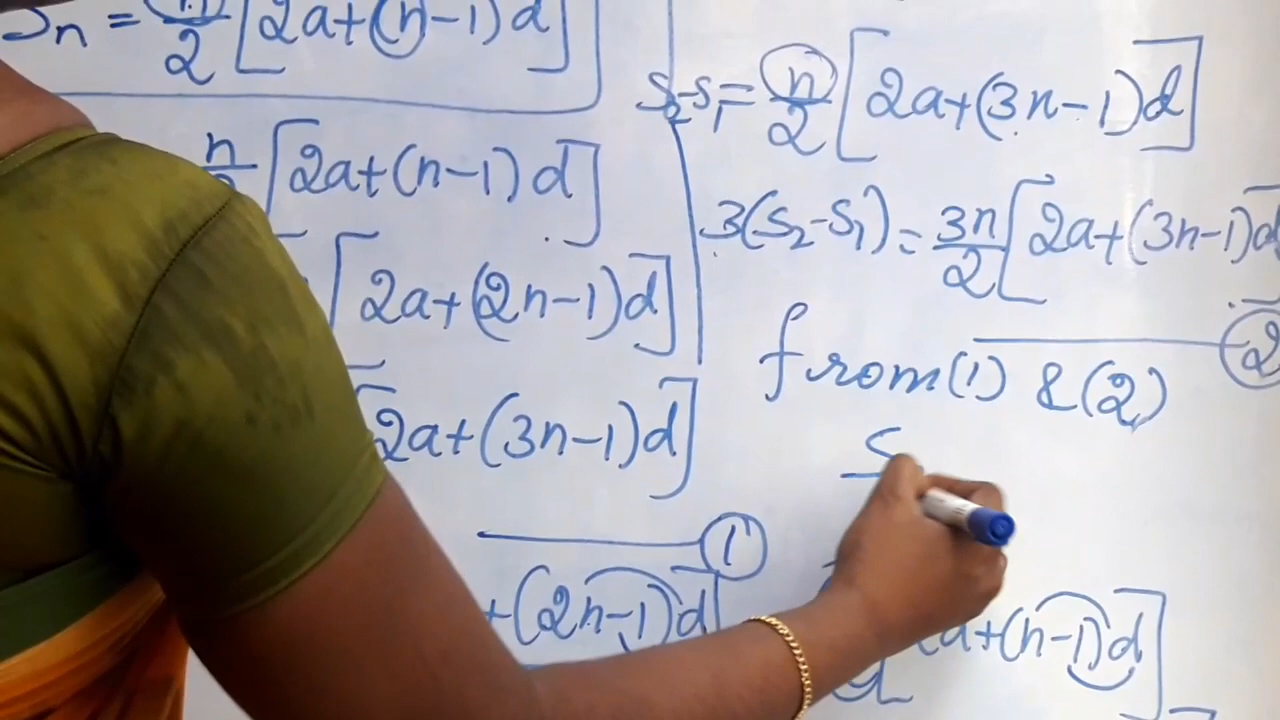 Sn = n/2 [2a+(n-1)d]
n/2 [2a+(n-1)d]
[2a+(2n-1)d]
[2a+(3n-1)d]
1
+(2n-1)d]
S2-S1 = n/2 [2a+(3n-1)d]
3(S2-S1) = 3n/2 [2a+(3n-1)d
2
from (1) & (2)
S
a+(n-1)d]